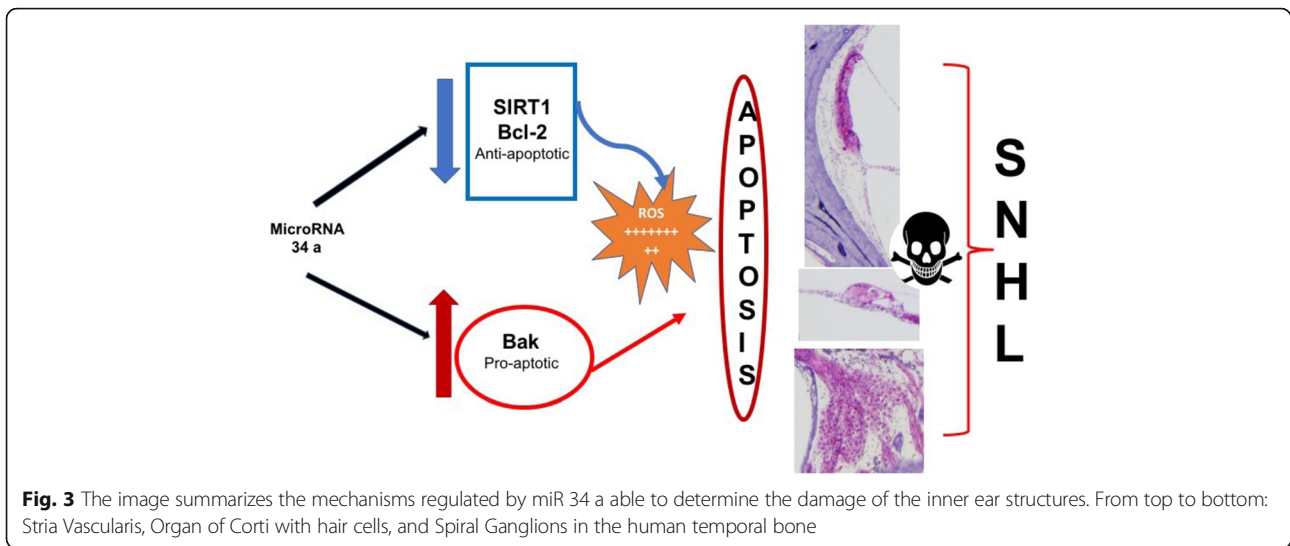 MicroRNA
34 a
SIRT1
Bcl-2
Anti-apoptotic
ROS
+++++++
++
Bak
Pro-aptotic
APOPTOSIS
SNHL
Fig. 3 The image summarizes the mechanisms regulated by miR 34 a able to determine the damage of the inner ear structures. From top to bottom:
Stria Vascularis, Organ of Corti with hair cells, and Spiral Ganglions in the human temporal bone